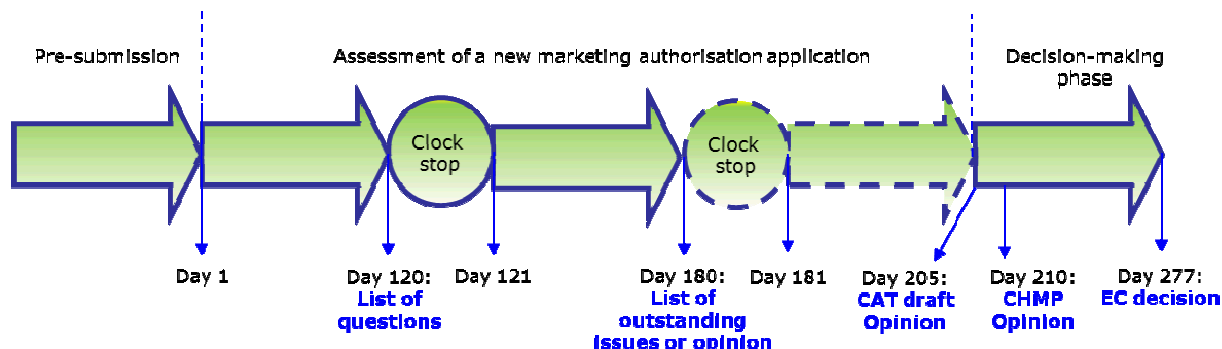 Pre-submission
Assessment of a new marketing authorisation application
Decision-making
phase
Clock
stop
Clock
stop
Day 1
Day 120:
List of
questions
Day 121
Day 180:
List of
outstanding
issues or opinion
Day 181
Day 205:
CAT draft
Opinion
Day 210:
CHMP
Opinion
Day 277:
EC decision